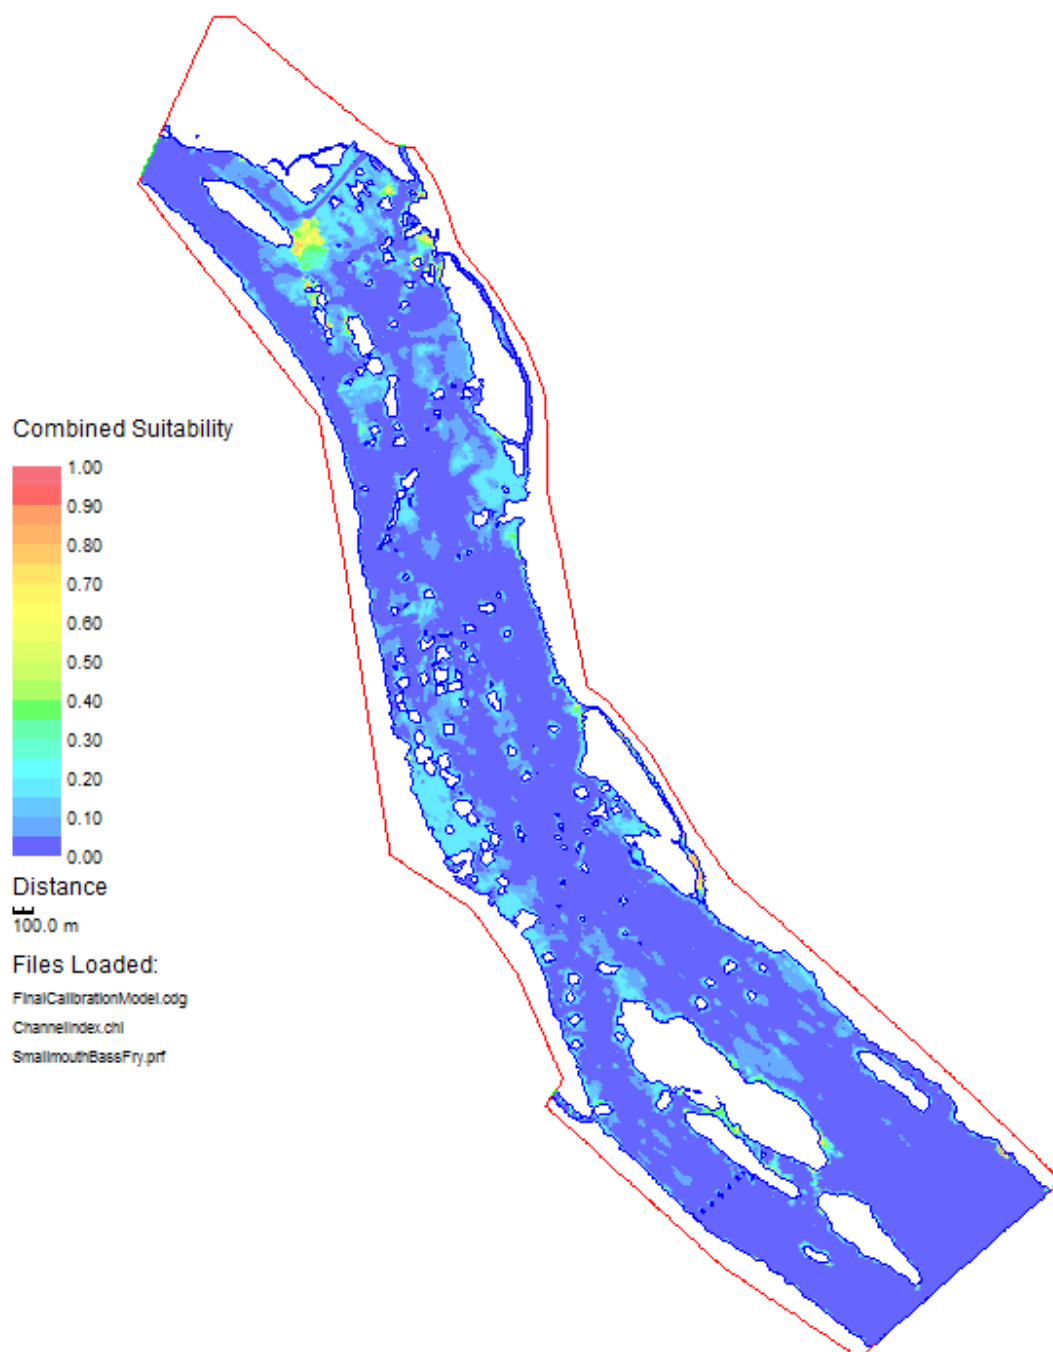 Combined Suitability
1.00
0.90
0.80
0.70
0.60
0.50
0.40
0.30
0.20
0.10
0.00
Distance
100.0 m
Files Loaded:
FinalCalibrationModel.cdg
ChannelIndex.chi
SmallmouthBassFry.prf